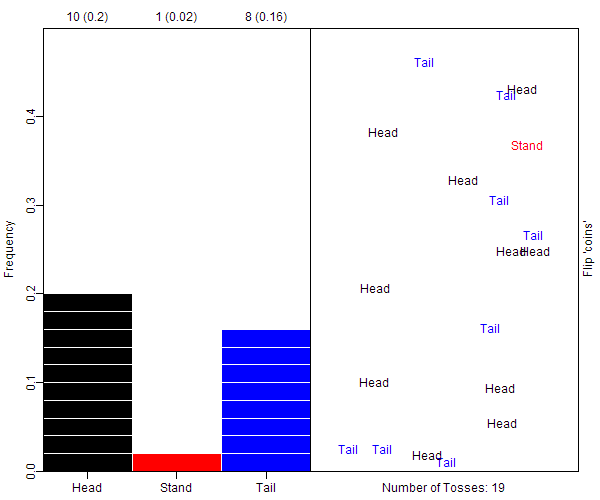 10 (0.2) 1 (0.02) 8 (0.16)
Frequency
0.4
0.3
0.2
0.1
0.0
Head Stand Tail
Tail
Head
Tail
Head
Stand
Head
Tail
Tail
Head Head
Head
Tail
Head
Head
Head
Tail Tail
Head
Tail
Flip 'coins'
Number of Tosses: 19